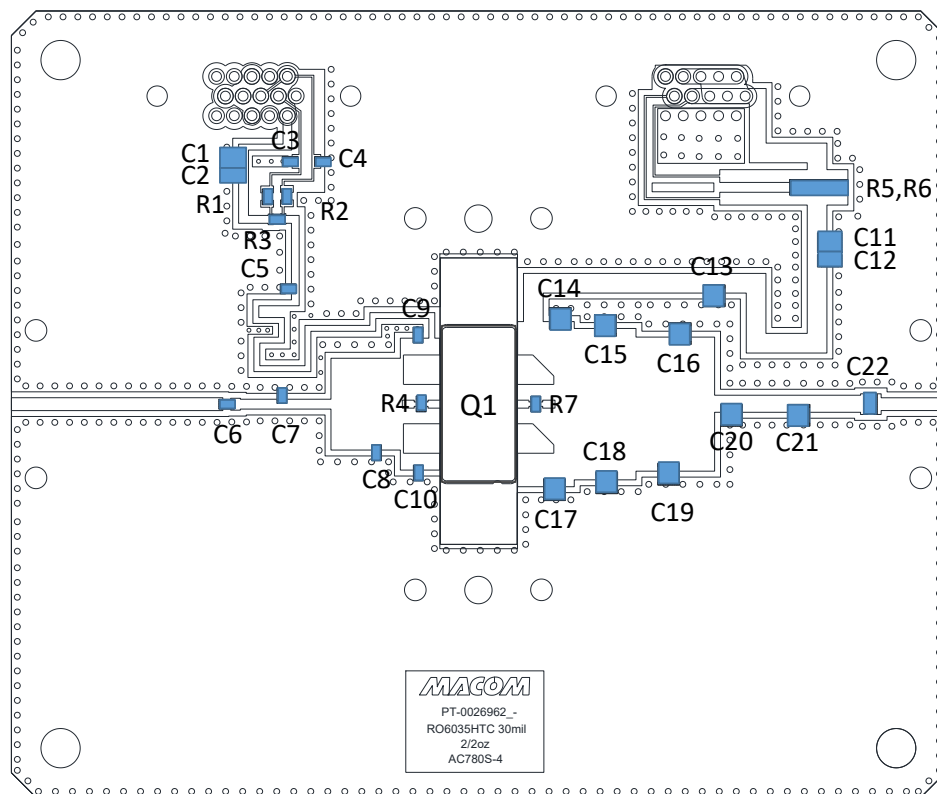 C3
C1
C4
C2
R5,R6
R1
R2
R3
C11
C12
C5
C13
C14
C9
C15
C16
C22
R4
Q1
R7
C6
C7
C20
C21
C8
C18
C10
C17
C19
MACOM
PT-0026962_-
RO6035HTC 30mil
2/2oz
AC780S-4